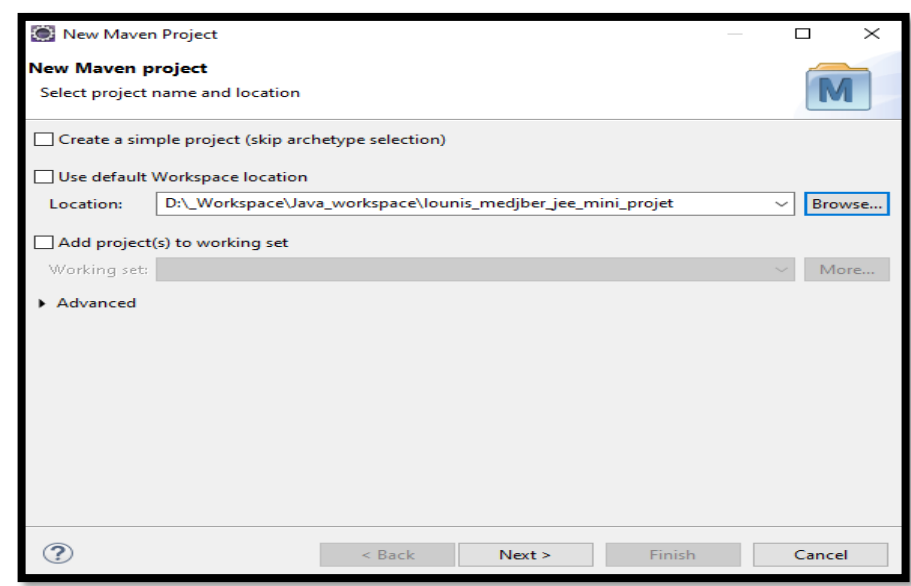 New Maven Project
New Maven project
Select project name and location
M
Create a simple project (skip archetype selection)
Use default Workspace location
Location: D:\_Workspace\Java_workspace\lounis_medjber_jee_mini_projet Browse...
Add project(s) to working set
Working set: More...
Advanced
? < Back Next > Finish Cancel